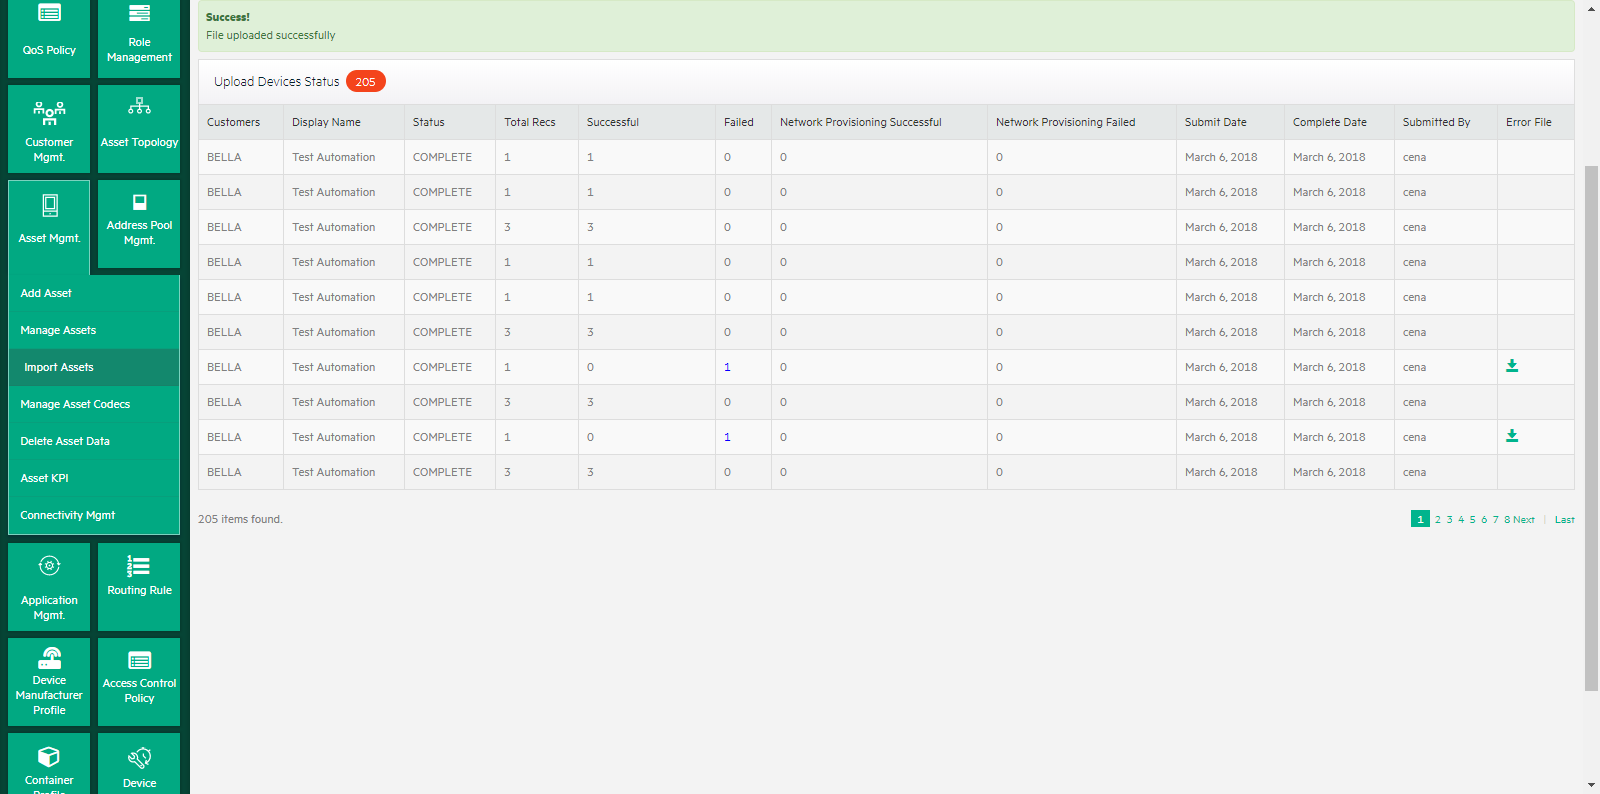 QoS Policy
Role
Management
Customer
Mgmt.
Asset Topology
Asset Mgmt.
Address Pool
Mgmt.
Add Asset
Manage Assets
Import Assets
Manage Asset Codecs
Delete Asset Data
Asset KPI
Connectivity Mgmt
Application
Mgmt.
Routing Rule
Device
Manufacturer
Profile
Access Control
Policy
Container
Profile
Device
Success!
File uploaded successfully
Upload Devices Status 205
Customers Display Name Status Total Recs Successful Failed Network Provisioning Successful Network Provisioning Failed Submit Date Complete Date Submitted By Error File
BELLA Test Automation COMPLETE 1 1 0 0 0 March 6, 2018 March 6, 2018 cena
BELLA Test Automation COMPLETE 1 1 0 0 0 March 6, 2018 March 6, 2018 cena
BELLA Test Automation COMPLETE 3 3 0 0 0 March 6, 2018 March 6, 2018 cena
BELLA Test Automation COMPLETE 1 1 0 0 0 March 6, 2018 March 6, 2018 cena
BELLA Test Automation COMPLETE 1 1 0 0 0 March 6, 2018 March 6, 2018 cena
BELLA Test Automation COMPLETE 3 3 0 0 0 March 6, 2018 March 6, 2018 cena
BELLA Test Automation COMPLETE 1 0 1 0 0 March 6, 2018 March 6, 2018 cena
BELLA Test Automation COMPLETE 3 3 0 0 0 March 6, 2018 March 6, 2018 cena
BELLA Test Automation COMPLETE 1 0 1 0 0 March 6, 2018 March 6, 2018 cena
BELLA Test Automation COMPLETE 3 3 0 0 0 March 6, 2018 March 6, 2018 cena
205 items found.
1 2 3 4 5 6 7 8 Next | Last